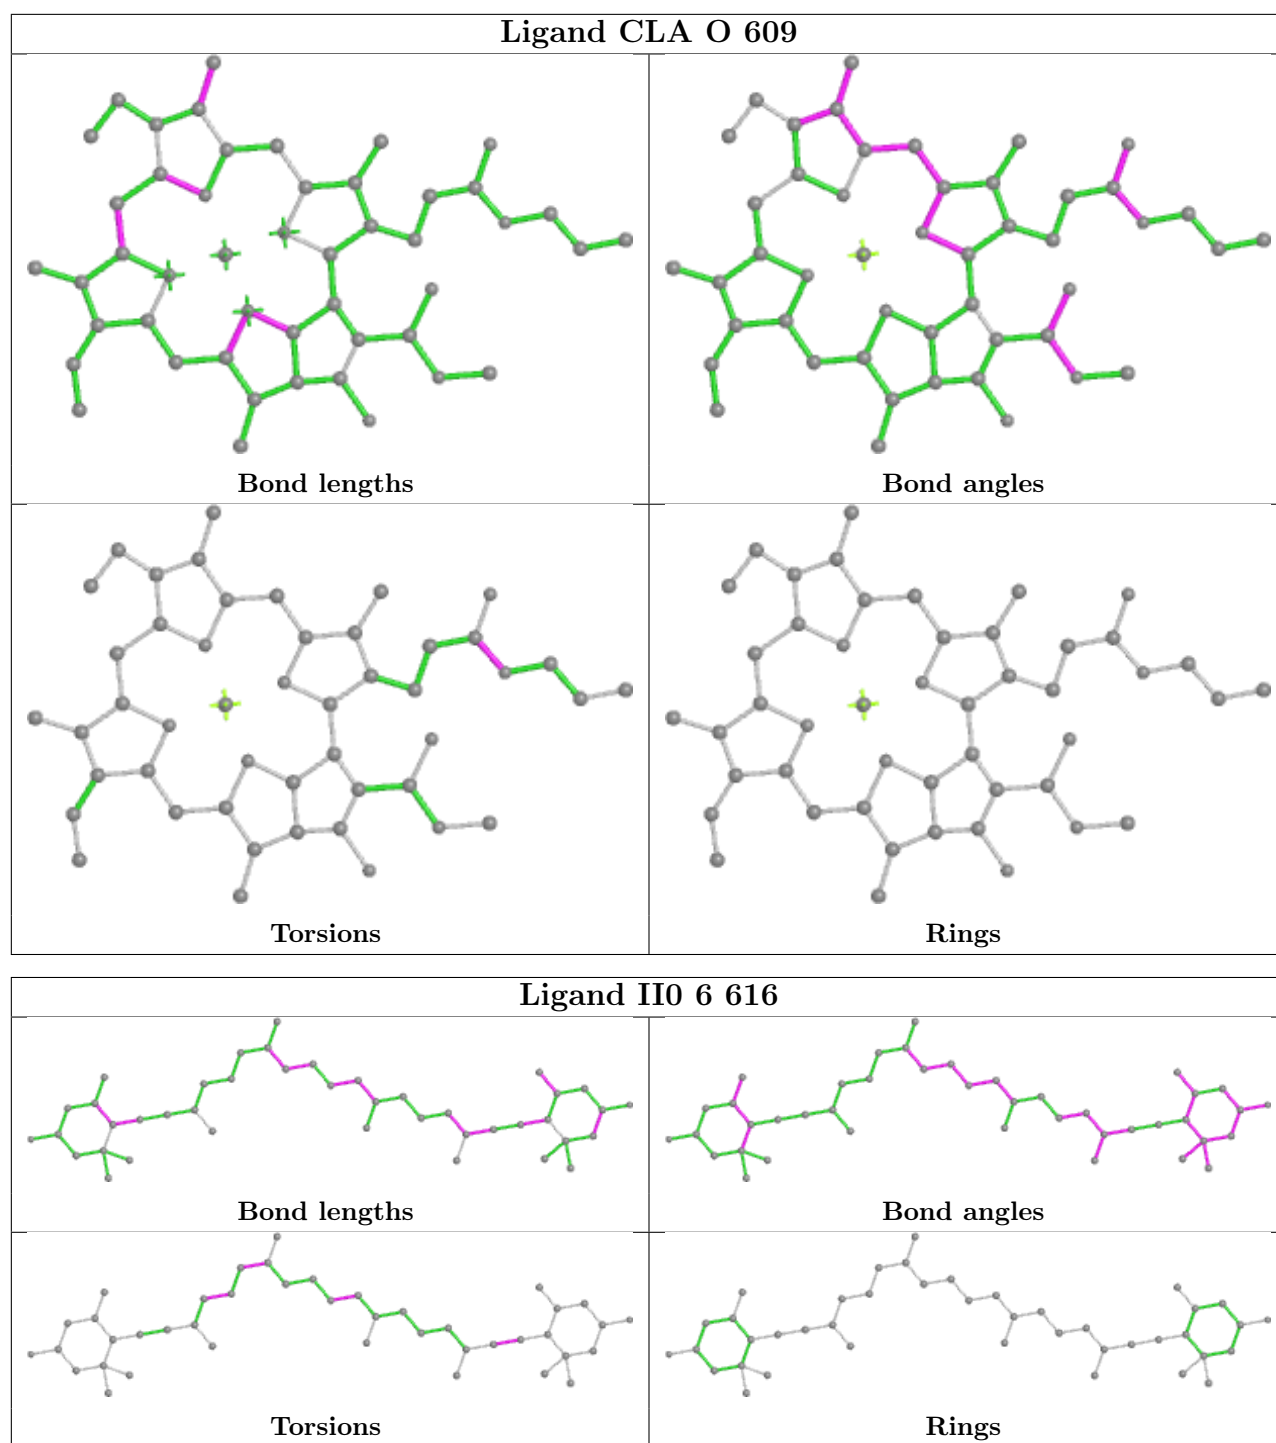 Ligand CLA O 609
Bond lengths
Bond angles
Torsions
Rings
Ligand II0 6 616
Bond lengths
Bond angles
Torsions
Rings